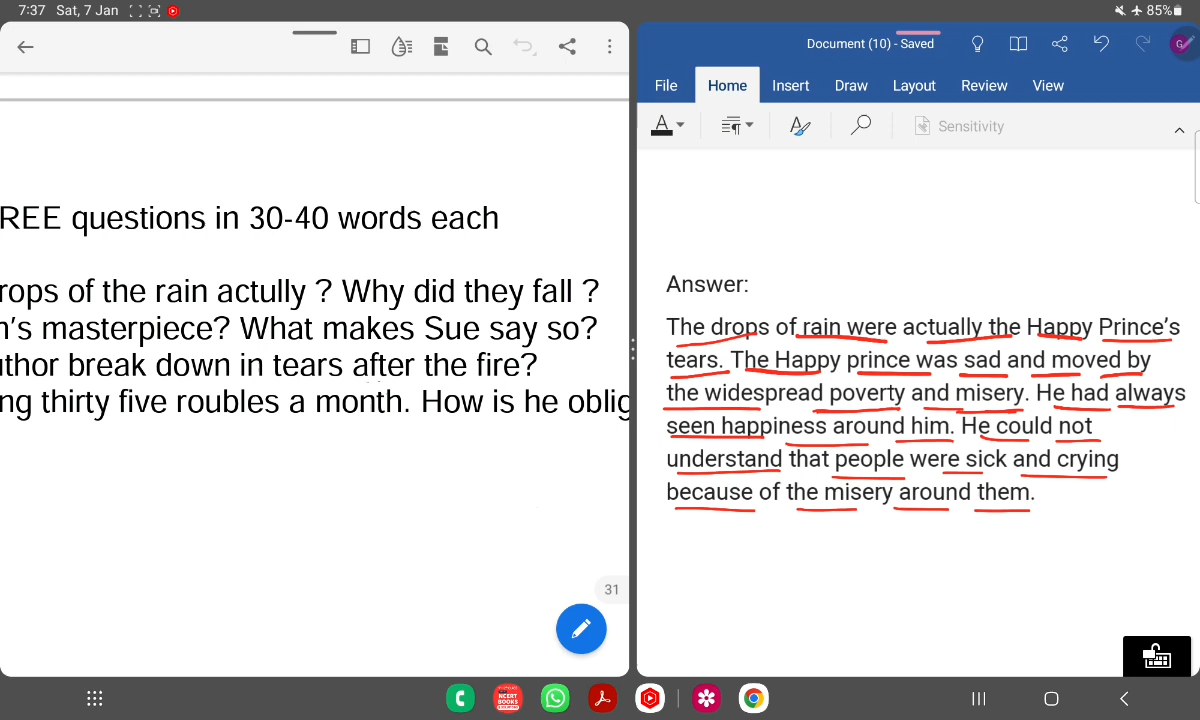 7:37 Sat, 7 Jan
85%
REE questions in 30-40 words each
rops of the rain actully ? Why did they fall ?
's masterpiece? What makes Sue say so?
thor break down in tears after the fire?
ng thirty five roubles a month. How is he oblig
31
Document (10) - Saved
G
File Home Insert Draw Layout Review View
A
Sensitivity
Answer:
The drops of rain were actually the Happy Prince's
tears. The Happy prince was sad and moved by
the widespread poverty and misery. He had always
seen happiness around him. He could not
understand that people were sick and crying
because of the misery around them.
NCERT
BOOKS